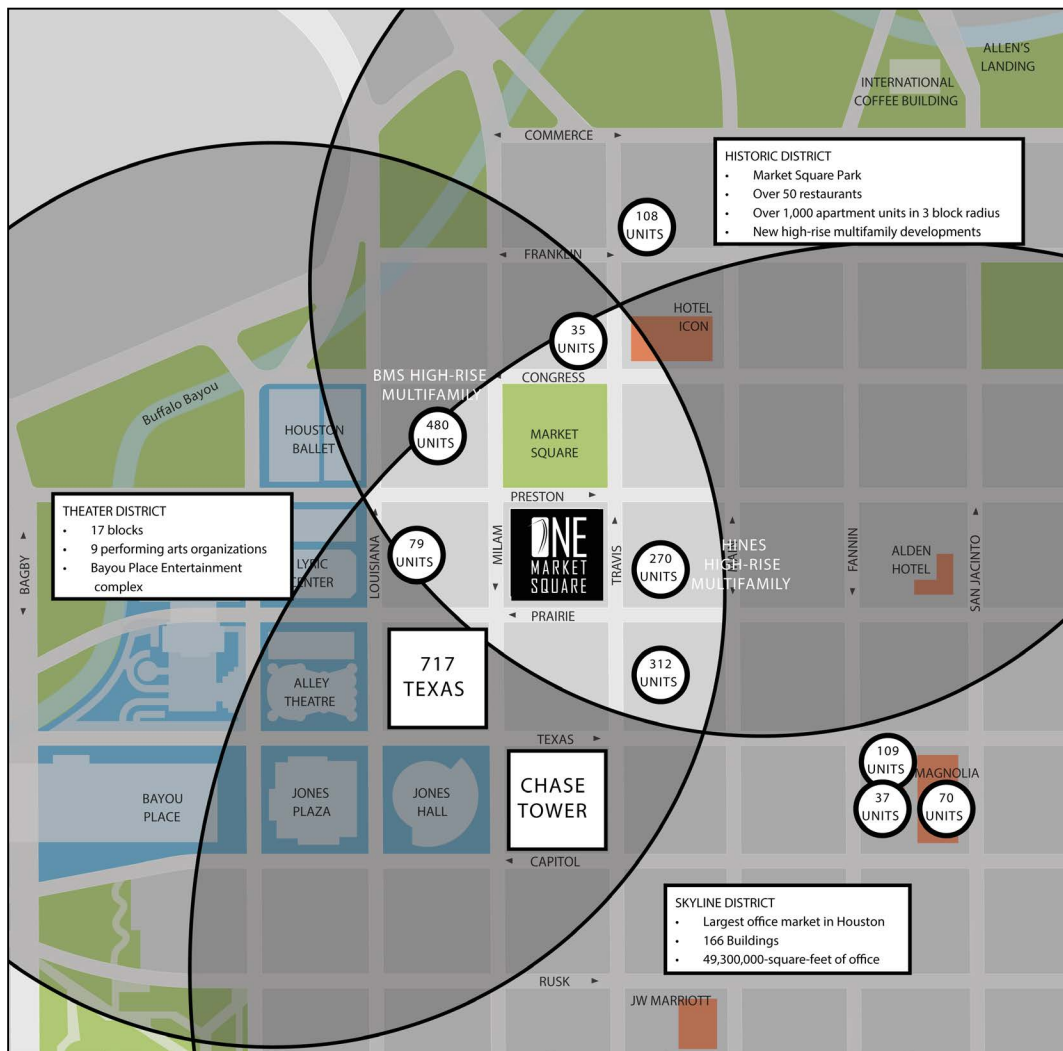 ALLEN'S
LANDING
INTERNATIONAL
COFFEE BUILDING
COMMERCE
HISTORIC DISTRICT
• Market Square Park
• Over 50 restaurants
• Over 1,000 apartment units in 3 block radius
• New high-rise multifamily developments
108
UNITS
FRANKLIN
HOTEL
ICON
35
UNITS
CONGRESS
BMS HIGH-RISE
MULTIFAMILY
Buffalo Bayou
HOUSTON
BALLET
480
UNITS
MARKET
SQUARE
PRESTON
THEATER DISTRICT
• 17 blocks
• 9 performing arts organizations
• Bayou Place Entertainment
complex
BAGBY
LYRIC
CENTER
LOUISIANA
79
UNITS
MILAM
ONE
MARKET
SQUARE
TRAVIS
270
UNITS
HINES
HIGH-RISE
MULTIFAMILY
MAIN
FANNIN
ALDEN
HOTEL
SAN JACINTO
PRAIRIE
717
TEXAS
ALLEY
THEATRE
312
UNITS
TEXAS
BAYOU
PLACE
JONES
PLAZA
JONES
HALL
CHASE
TOWER
109
UNITS
MAGNOLIA
37
UNITS
70
UNITS
CAPITOL
SKYLINE DISTRICT
• Largest office market in Houston
• 166 Buildings
• 49,300,000-square-feet of office
RUSK
JW MARRIOTT